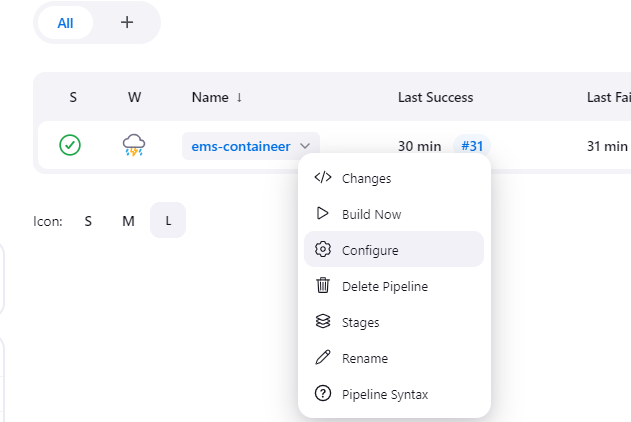 All +
S W Name ↓ Last Success Last Fai
ems-containeer 30 min #31 31 min
Changes
Icon: S M L
Build Now
Configure
Delete Pipeline
Stages
Rename
Pipeline Syntax